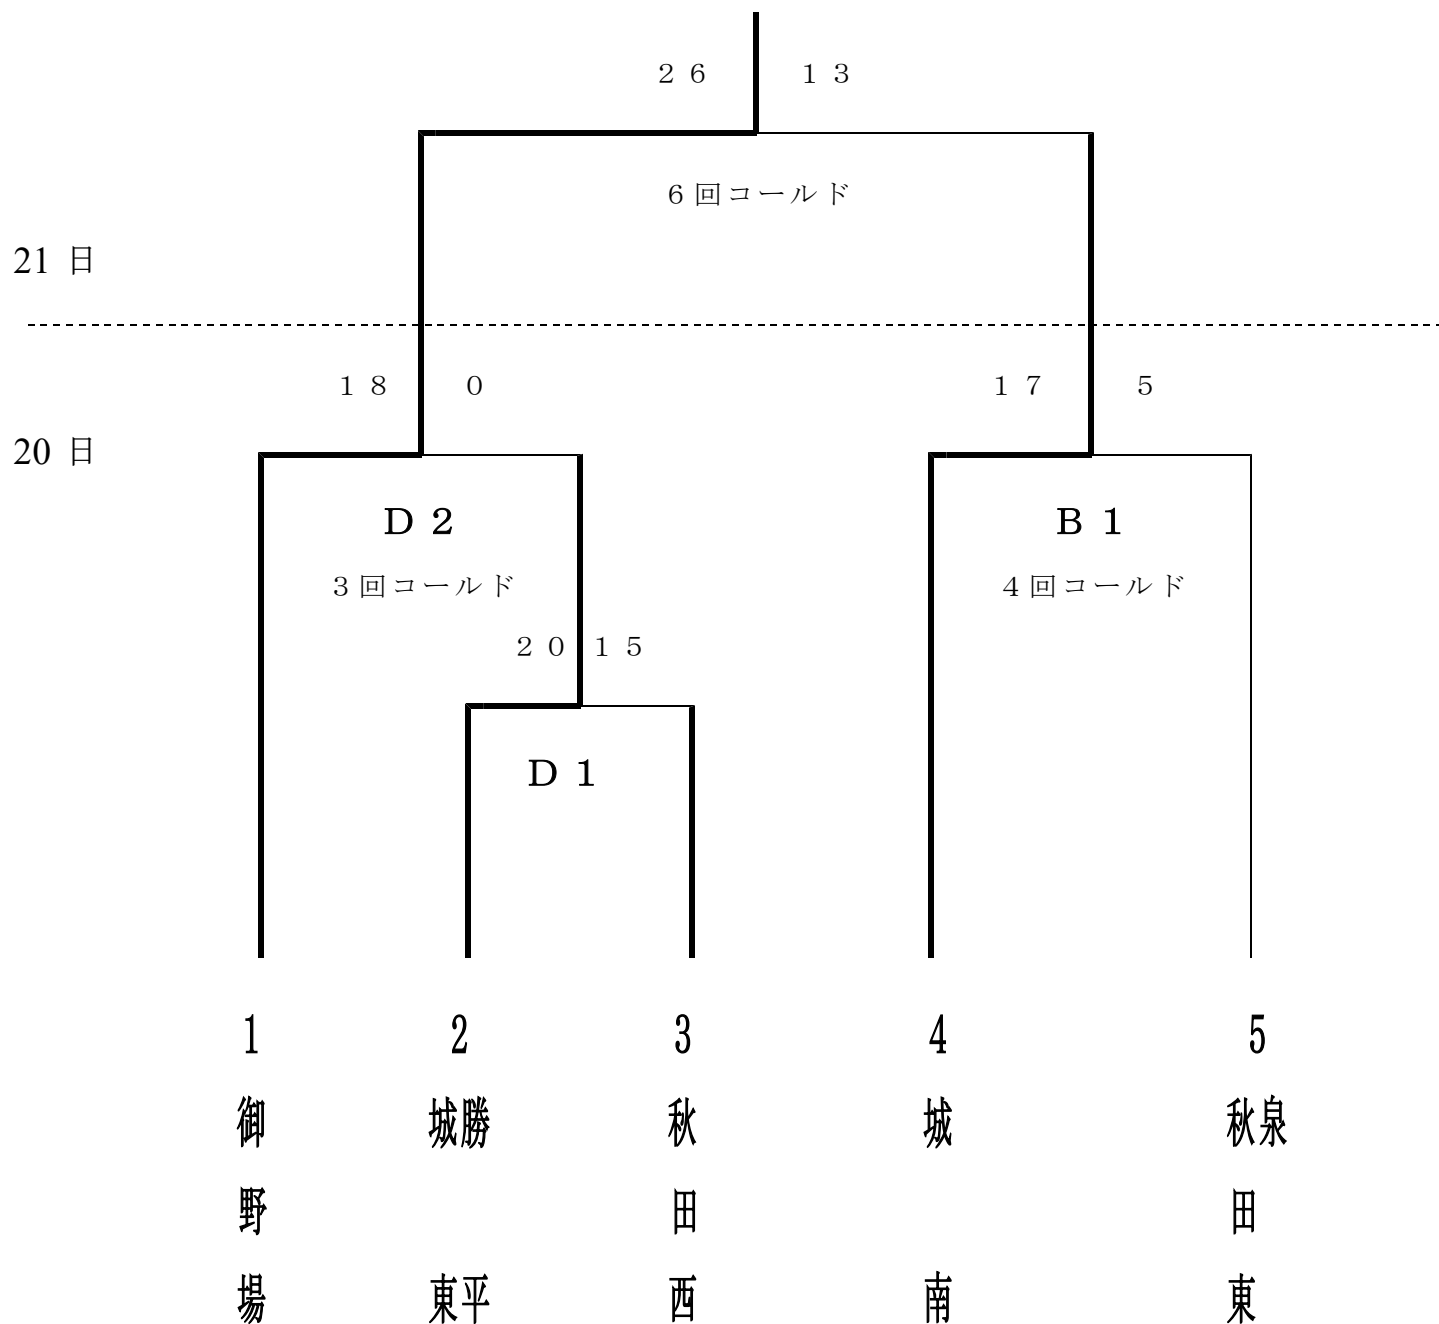 ２６ １３
６回コールド
21 日
１８ ０ １７ ５
20 日
Ｄ２ Ｂ１
３回コールド ４回コールド
２０ １５
Ｄ１
1 2 3 4 5
御野場
勝平
城東
秋田西
城南
泉
秋田東